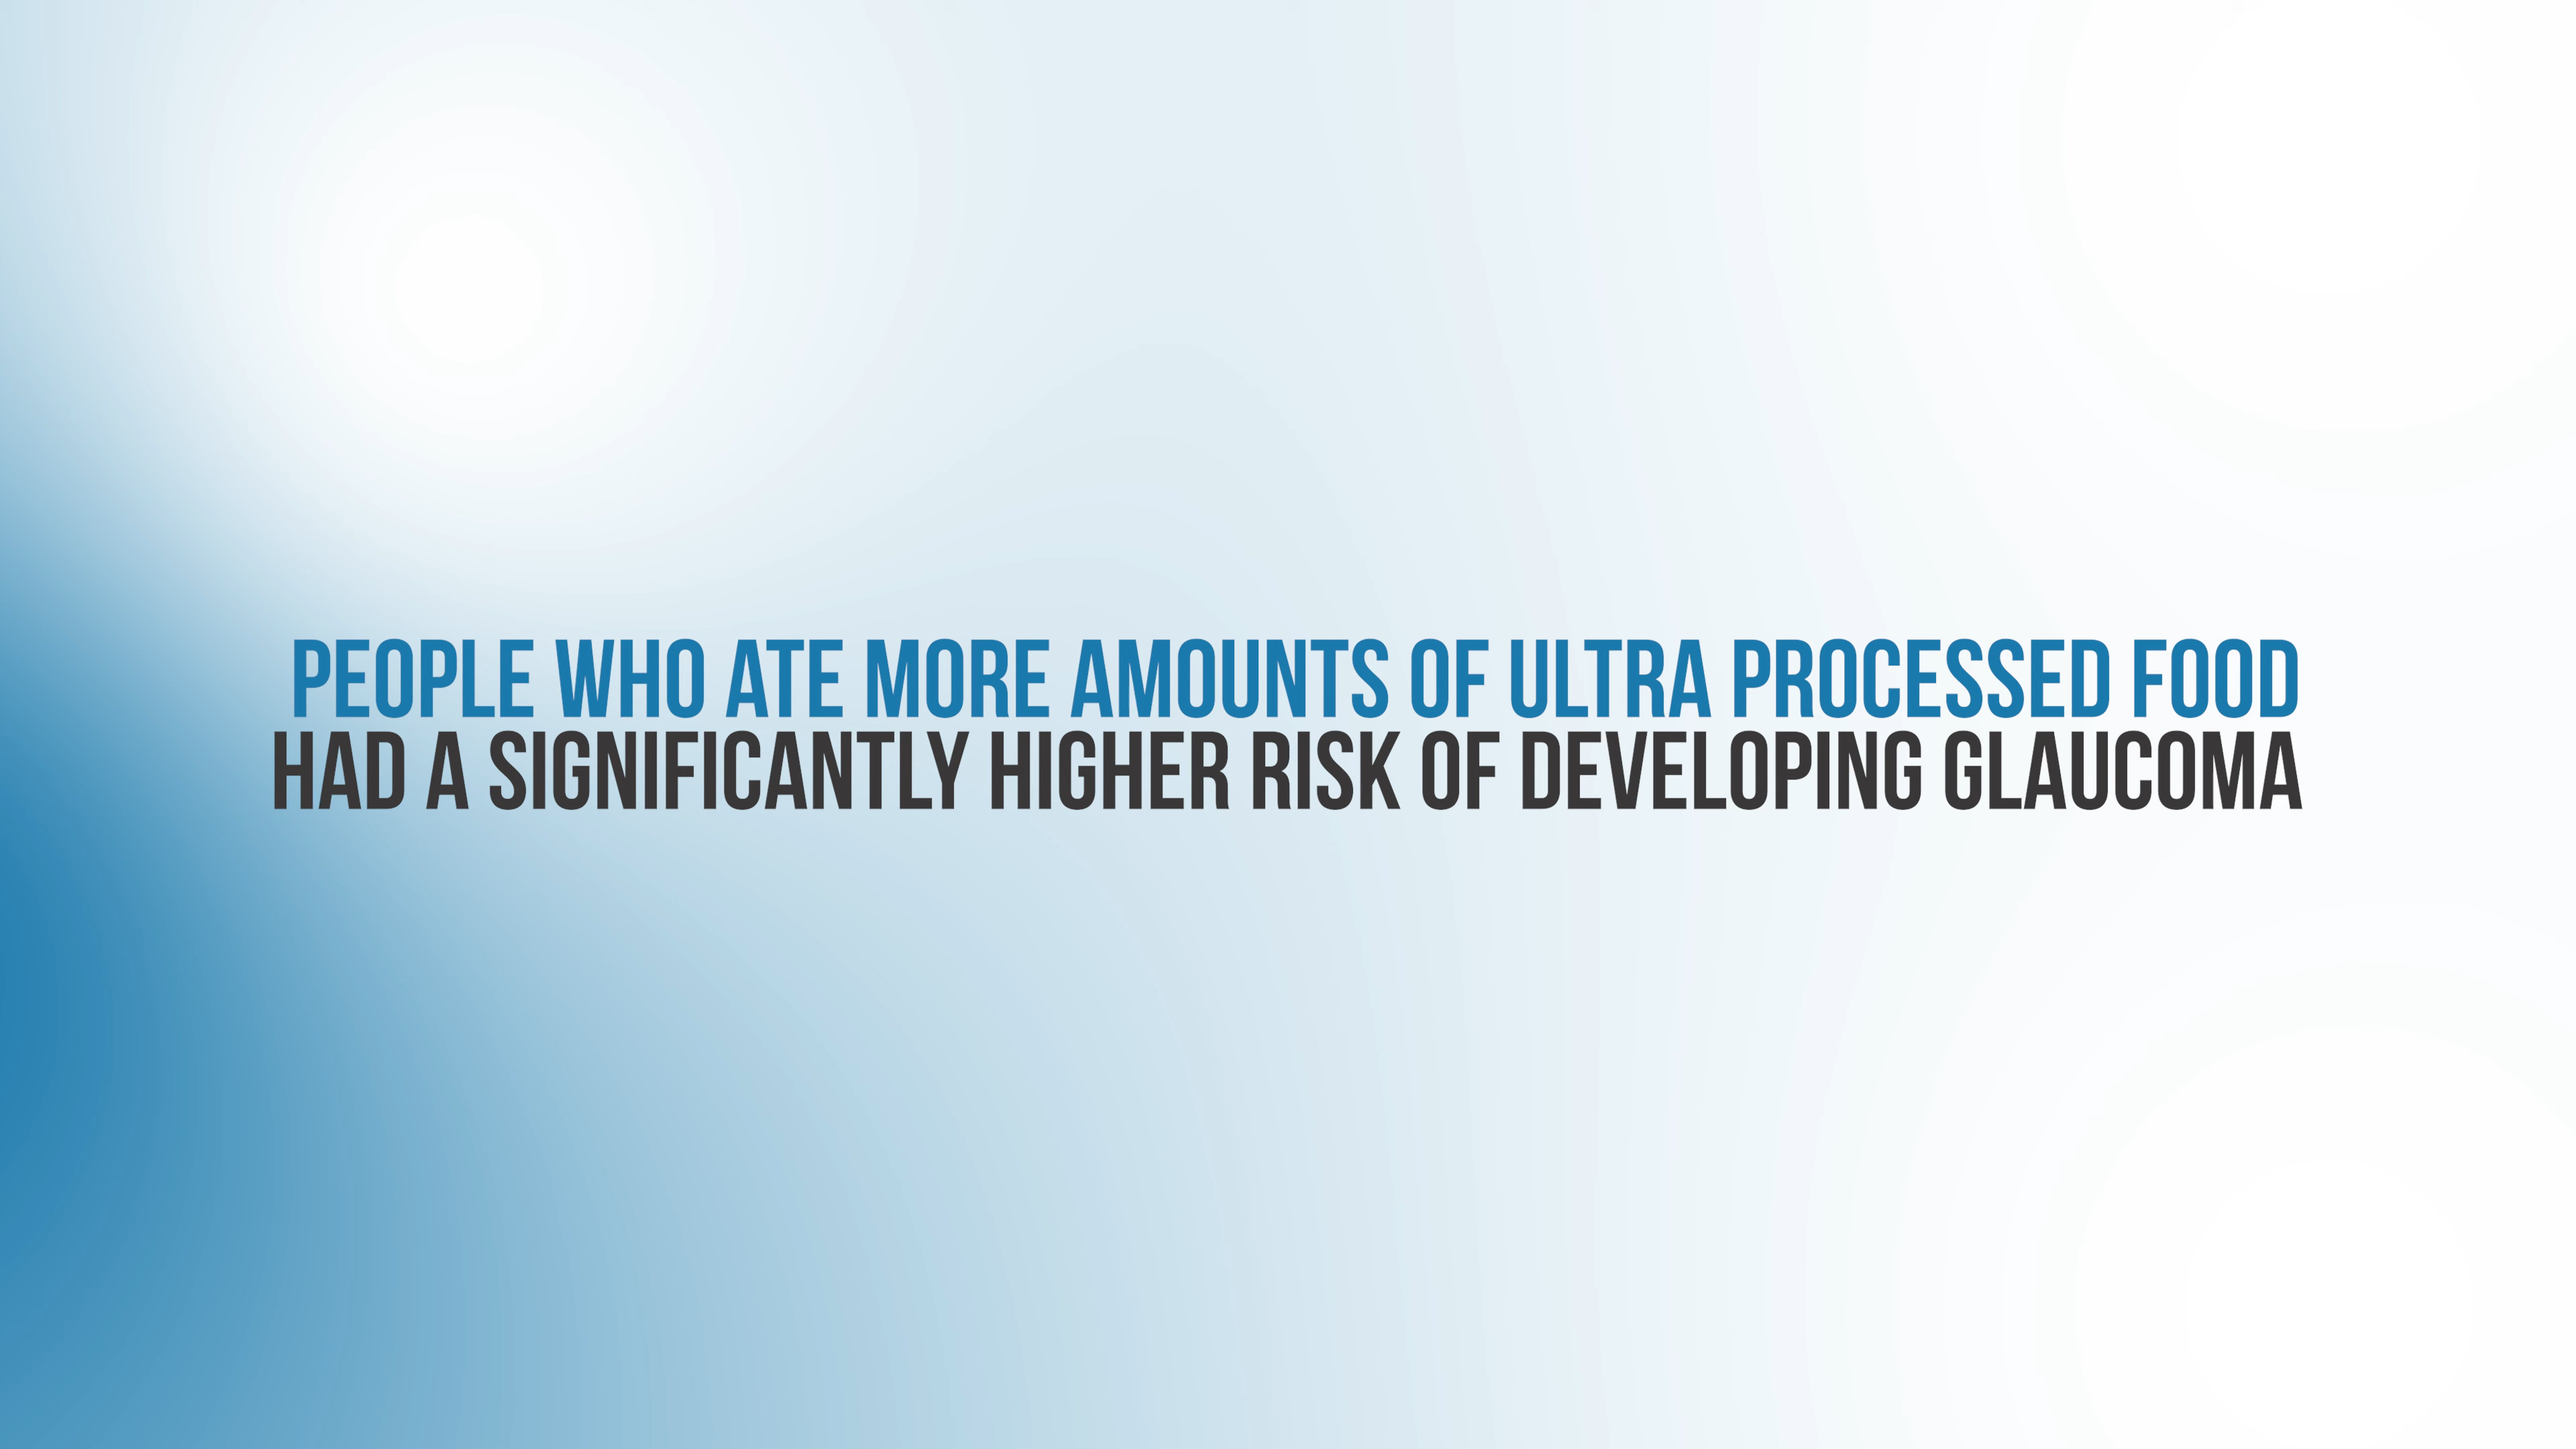 PEOPLE WHO ATE MORE AMOUNTS OF ULTRA PROCESSED FOOD
HAD A SIGNIFICANTLY HIGHER RISK OF DEVELOPING GLAUCOMA